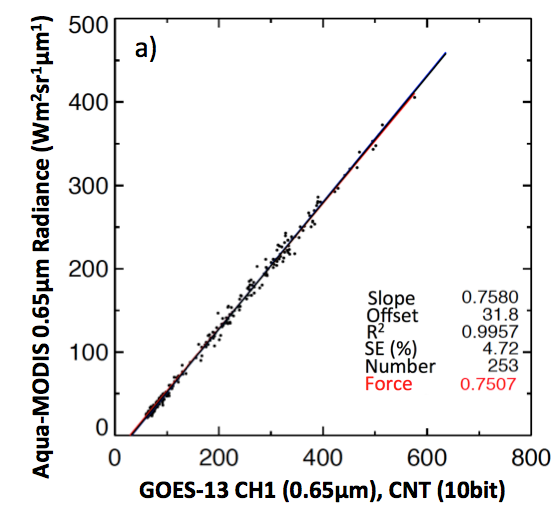 a)
500
400
300
200
100
0
Aqua-MODIS 0.65μm Radiance (Wm²sr¹μm¹)
Slope 0.7580
Offset 31.8
R² 0.9957
SE (%) 4.72
Number 253
Force 0.7507
0 200 400 600 800
GOES-13 CH1 (0.65μm), CNT (10bit)